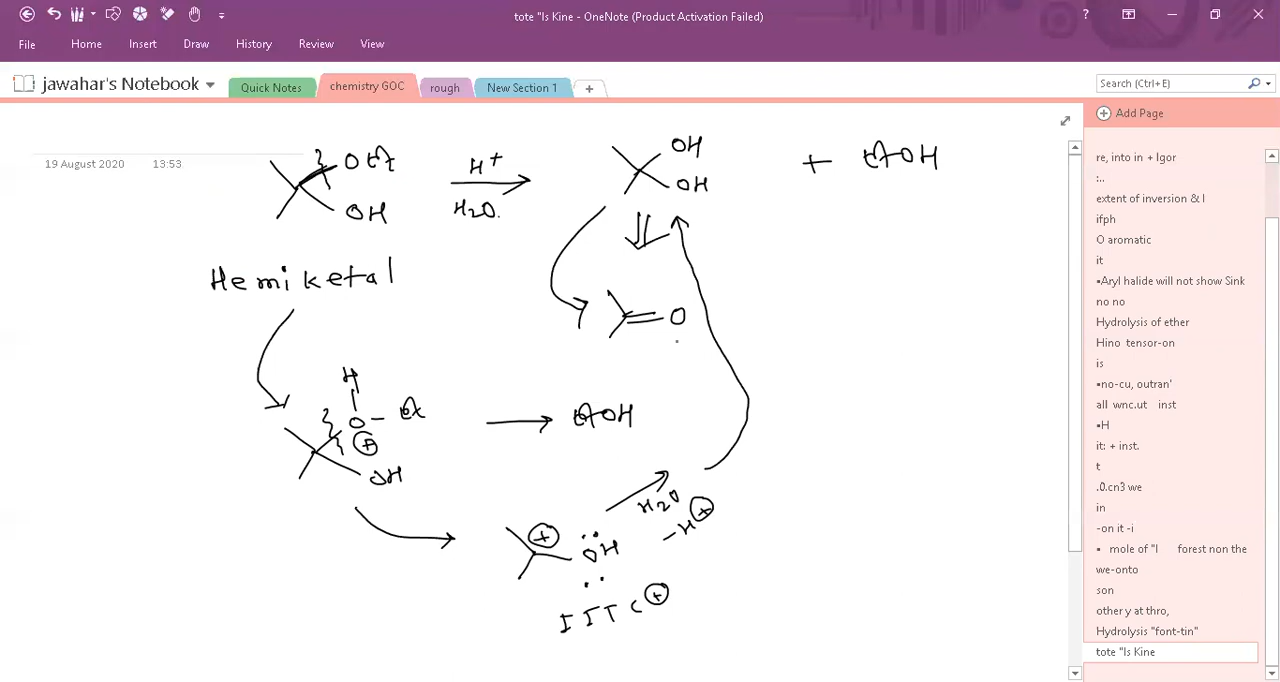 tote "Is Kine - OneNote (Product Activation Failed)
File Home Insert Draw History Review View
jawahar's Notebook
Quick Notes
chemistry GOC
rough
New Section 1
Search (Ctrl+E)
Add Page
19 August 2020 13:53
OEt
OH
H+
H2O.
OH
OH
+ EtOH
Hemiketal
O
H
O - Et
+
OH
EtOH
+
OH
H2O
-H+
IITC+
re, into in + Igor
:..
extent of inversion & l
ifph
O aromatic
it
▪Aryl halide will not show Sink
no no
Hydrolysis of ether
Hino tensor-on
is
▪no-cu, outran'
all wnc.ut inst
▪H
it: + inst.
t
.0.cn3 we
in
-on it -i
▪ mole of "I forest non the
we-onto
son
other y at thro,
Hydrolysis "font-tin"
tote "Is Kine